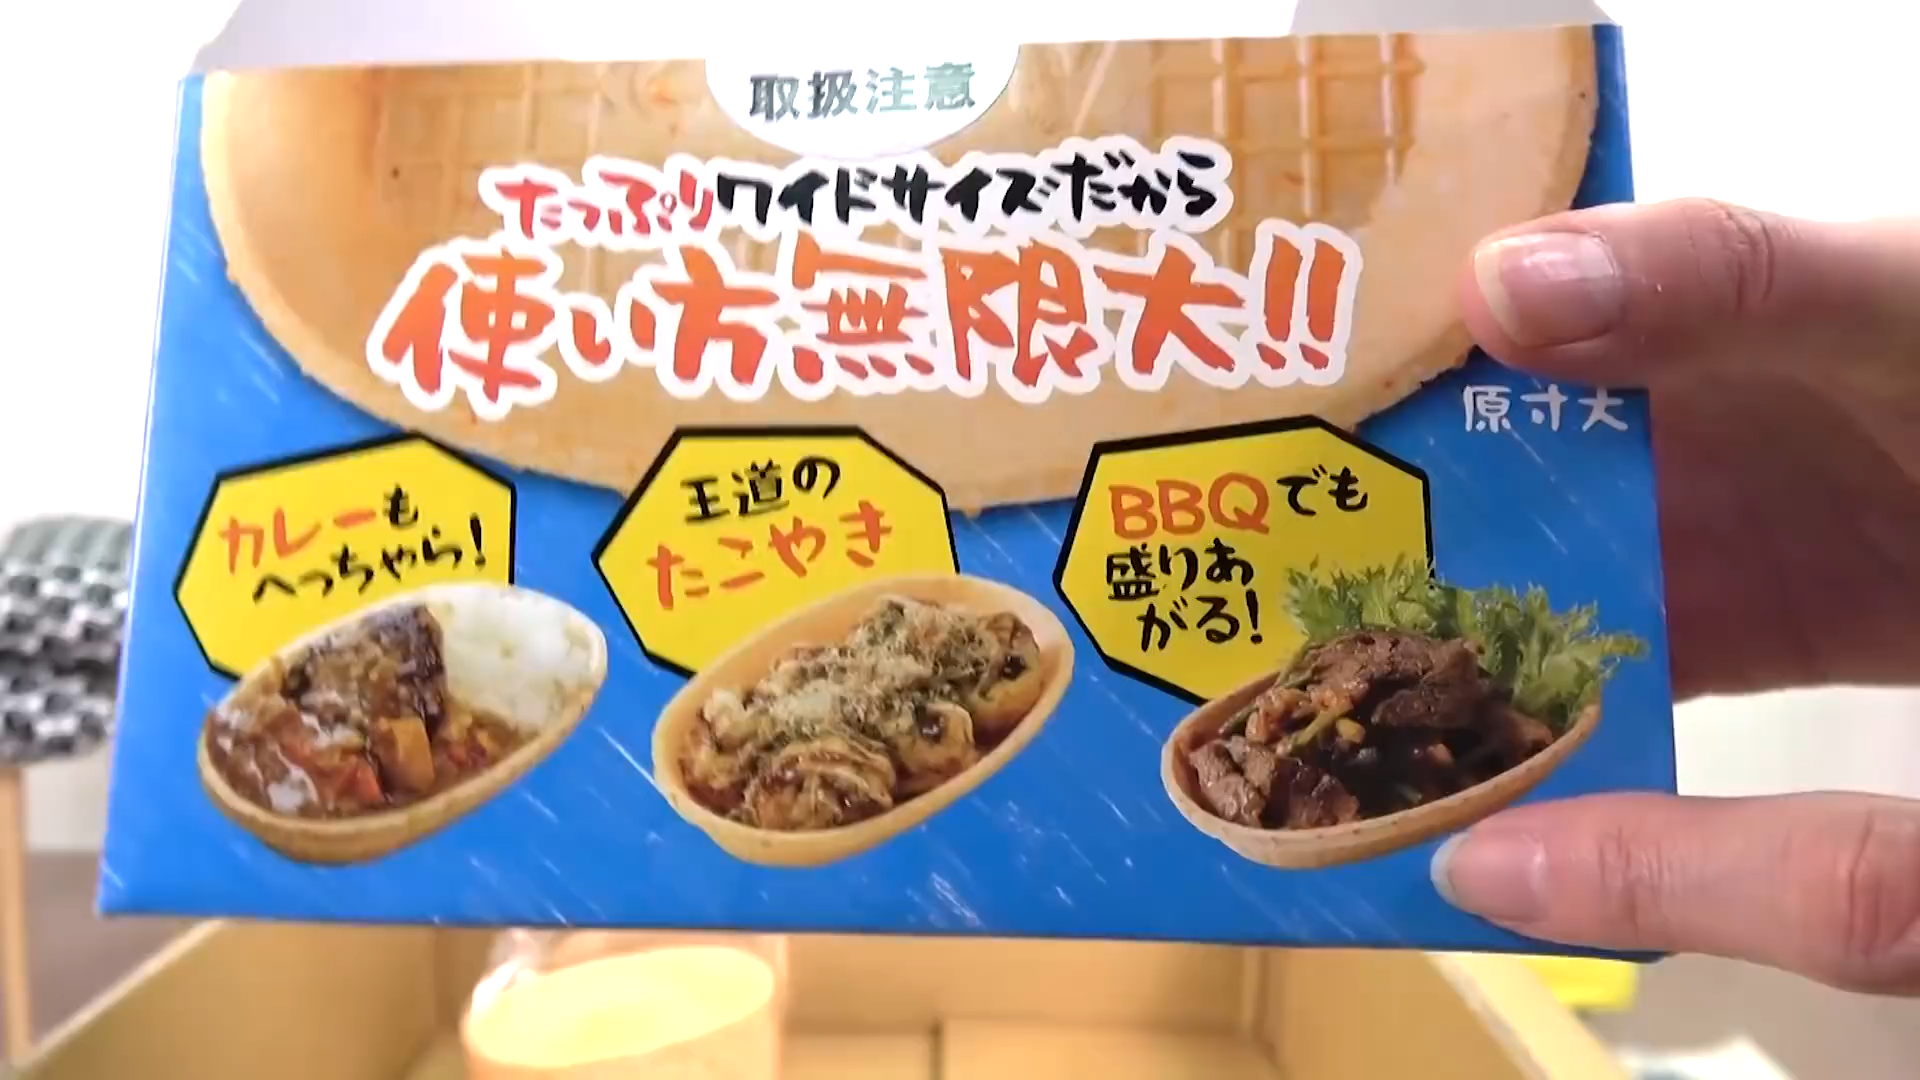 取扱注意
たっぷりワイドサイズだから
使い方無限大!!
原寸大
カレーも
へっちゃら!
王道の
たこやき
BBQでも
盛りあ
がる!